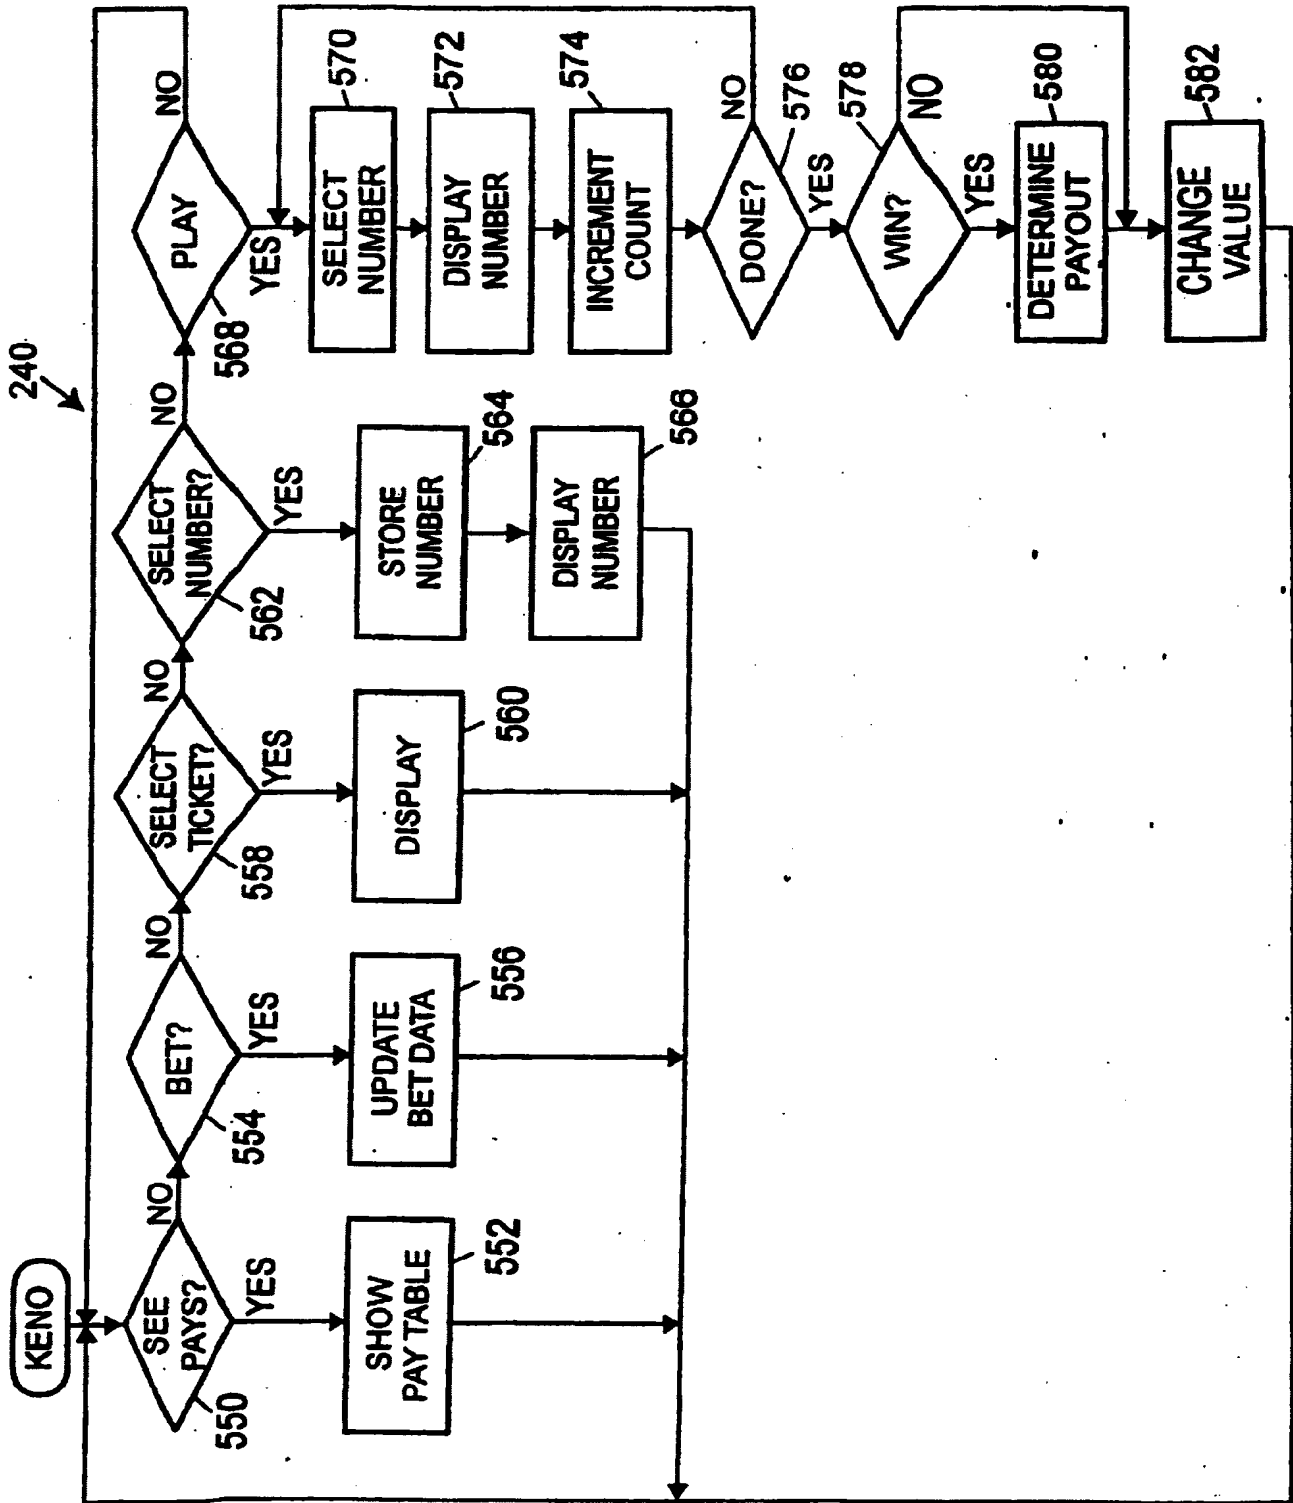 240
KENO
SEE
PAYS?
550
NO
YES
SHOW
PAY TABLE
552
BET?
554
NO
YES
UPDATE
BET DATA
556
SELECT
TICKET?
558
NO
YES
DISPLAY
560
SELECT
NUMBER?
562
NO
YES
STORE
NUMBER
564
DISPLAY
NUMBER
566
PLAY
568
NO
YES
SELECT
NUMBER
570
DISPLAY
NUMBER
572
INCREMENT
COUNT
574
DONE?
576
NO
YES
WIN?
578
NO
YES
DETERMINE
PAYOUT
580
CHANGE
VALUE
582